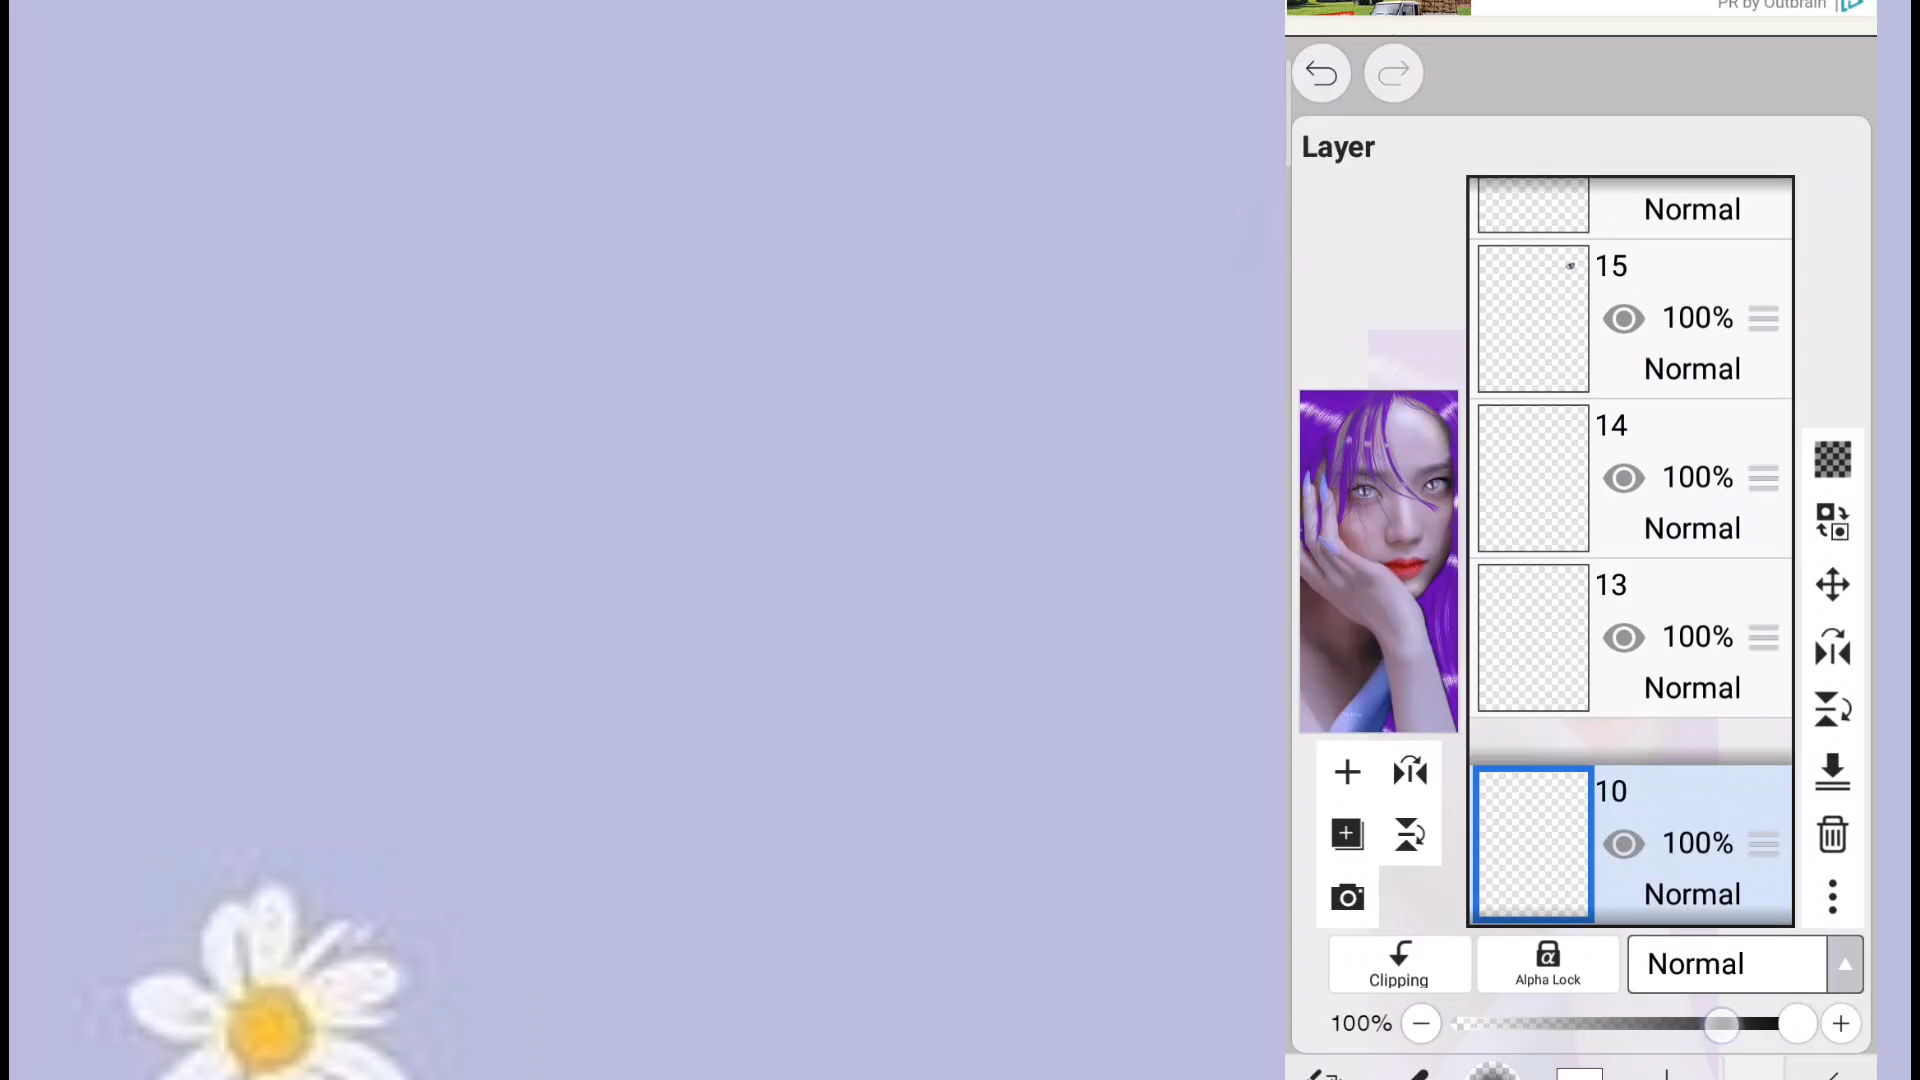 PR by Outbrain
Layer
Normal
15
100%
Normal
14
100%
Normal
13
100%
Normal
10
100%
Normal
Clipping
α
Alpha Lock
Normal
100%